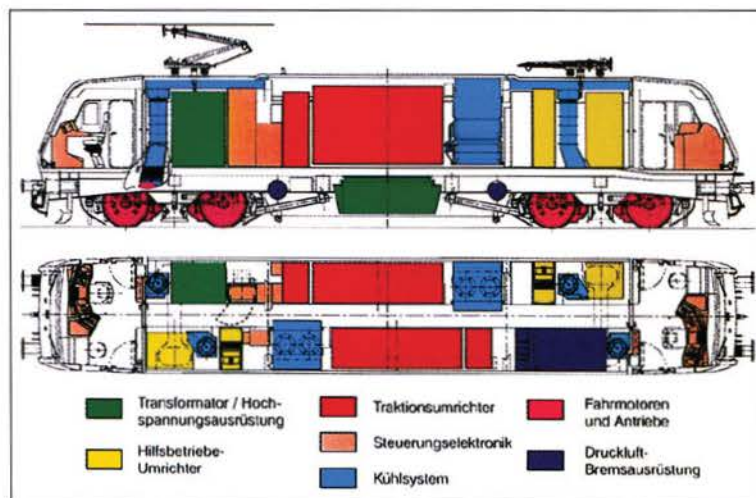 Transformator / Hoch-
spannungsausrüstung
Hilfsbetriebe-
Umrichter
Traktionsumrichter
Steuerungselektronik
Kühlsystem
Fahrmotoren
und Antriebe
Druckluft-
Bremsausrüstung